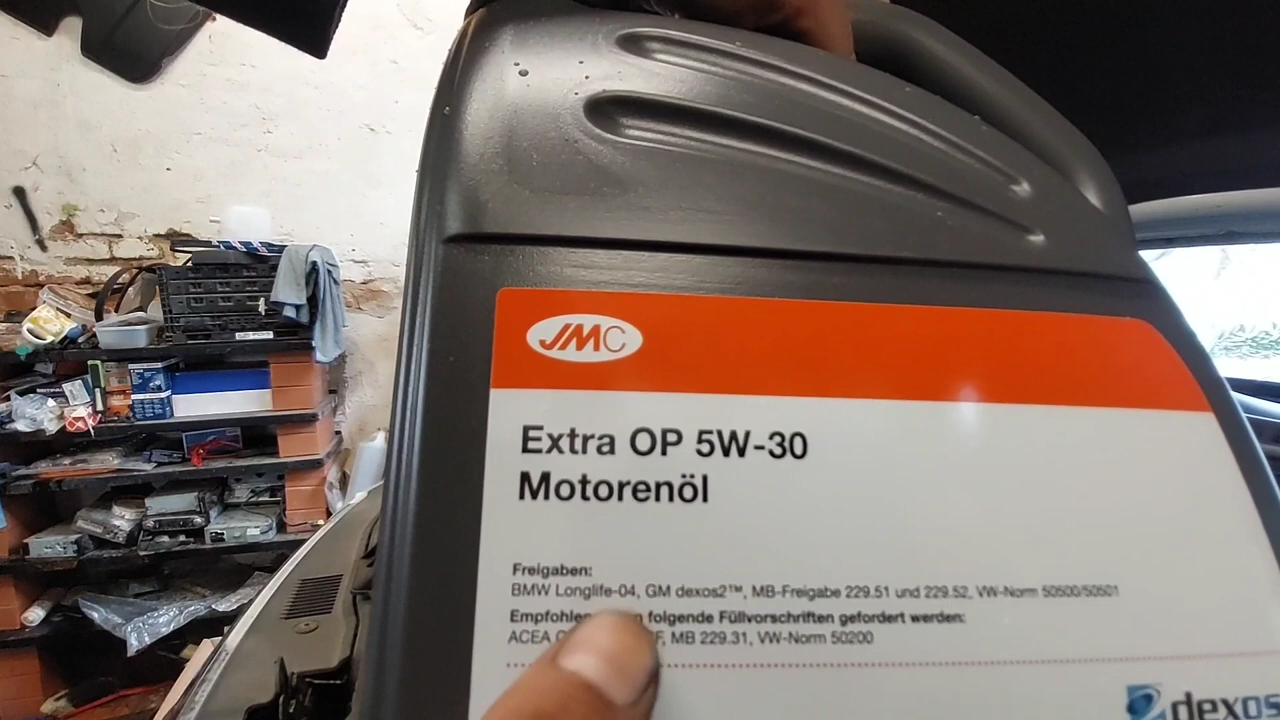 JMC
Extra OP 5W-30
Motorenöl
Freigaben:
BMW Longlife-04, GM dexos2™, MB-Freigabe 229.51 und 229.52, VW-Norm 50500/50501
folgende Füllvorschriften gefordert werden:
ACEA MB 229.31, VW-Norm 50200
dexos